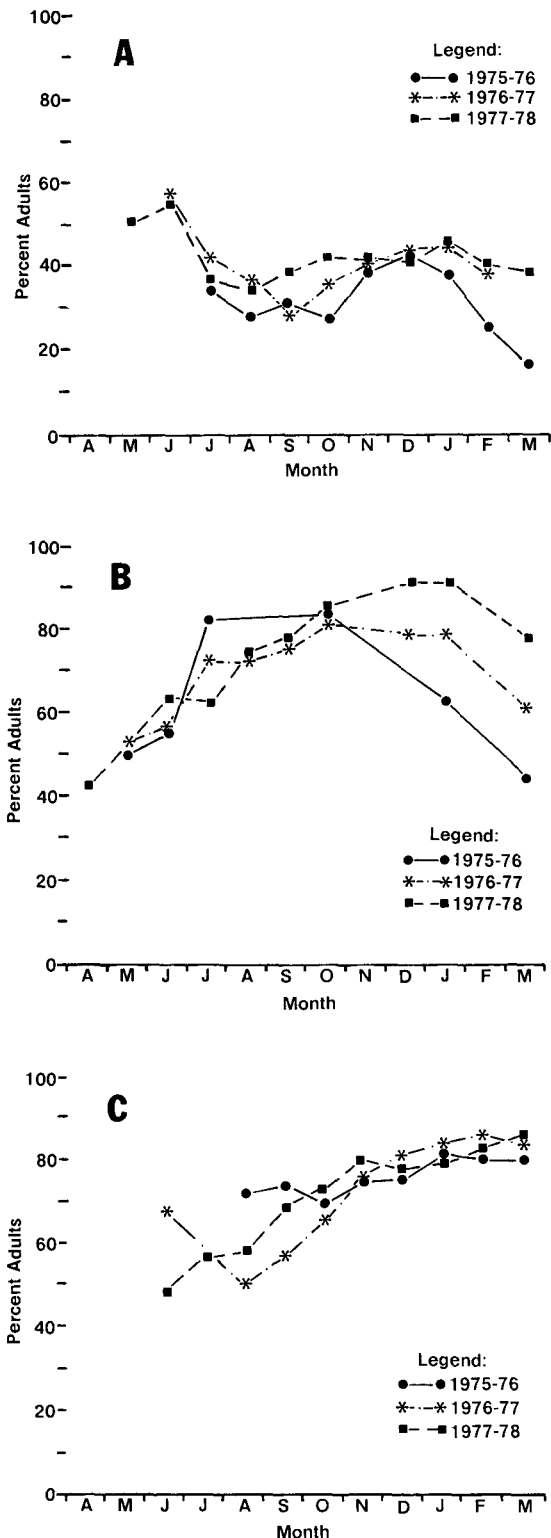 100
A
Legend:
1975-76
1976-77
1977-78
80
60
40
20
0
Percent Adults
A M J J A S O N D J F M
Month
100
B
80
60
40
20
0
Percent Adults
Legend:
1975-76
1976-77
1977-78
A M J J A S O N D J F M
Month
100
C
80
60
40
20
0
Percent Adults
Legend:
1975-76
1976-77
1977-78
A M J J A S O N D J F M
Month